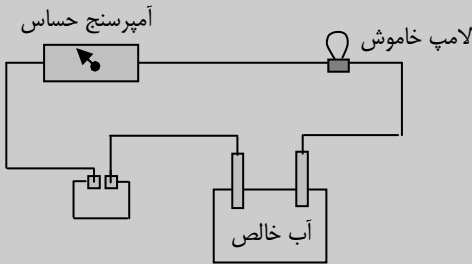 آمپرسنج حساس
لامپ خاموش
آب خالص